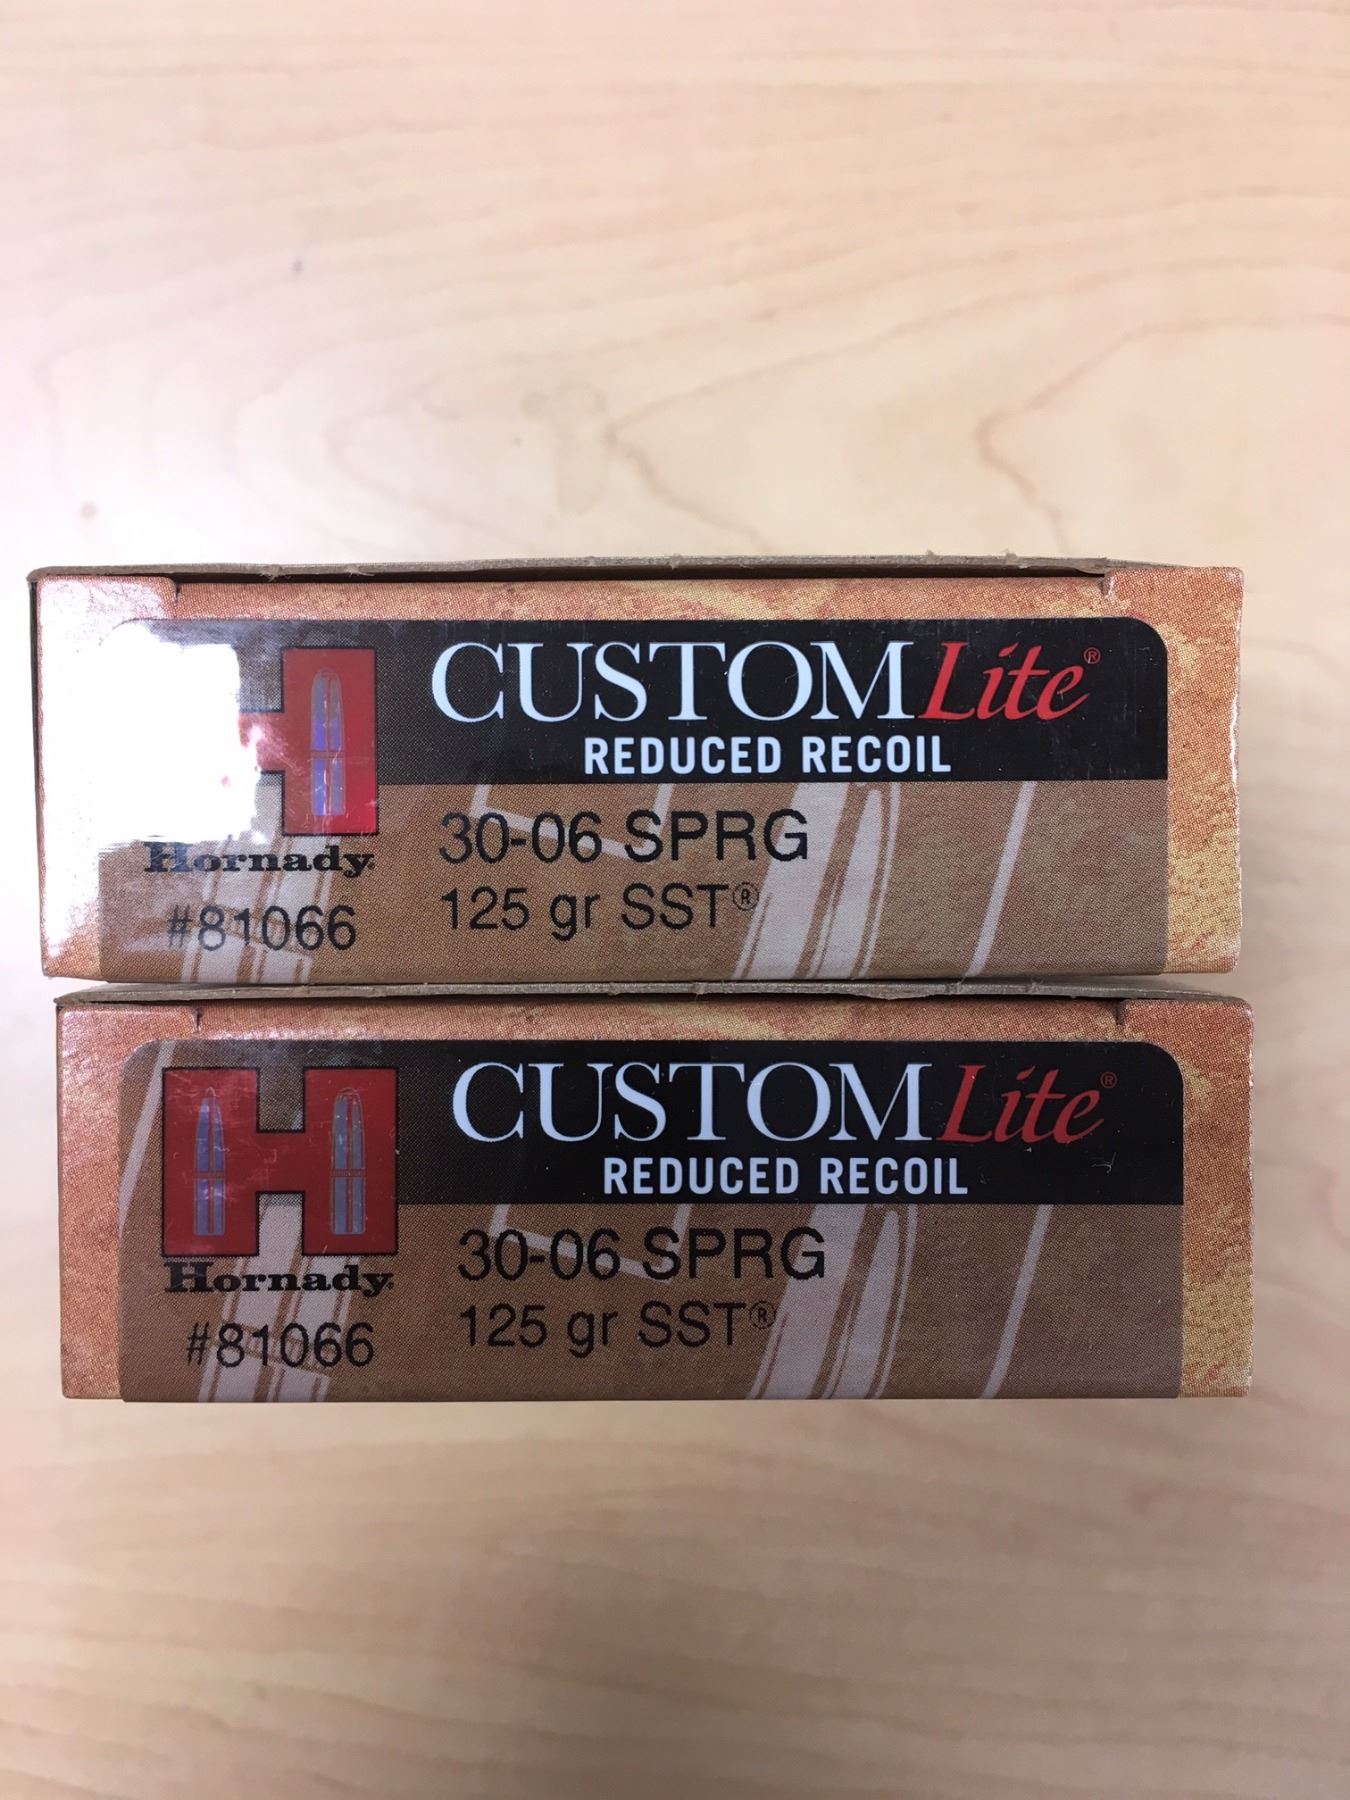 CUSTOM Lite®
REDUCED RECOIL
Hornady
30-06 SPRG
#81066
125 gr SST®
CUSTOM Lite®
REDUCED RECOIL
H
Hornady
30-06 SPRG
#81066
125 gr SST®